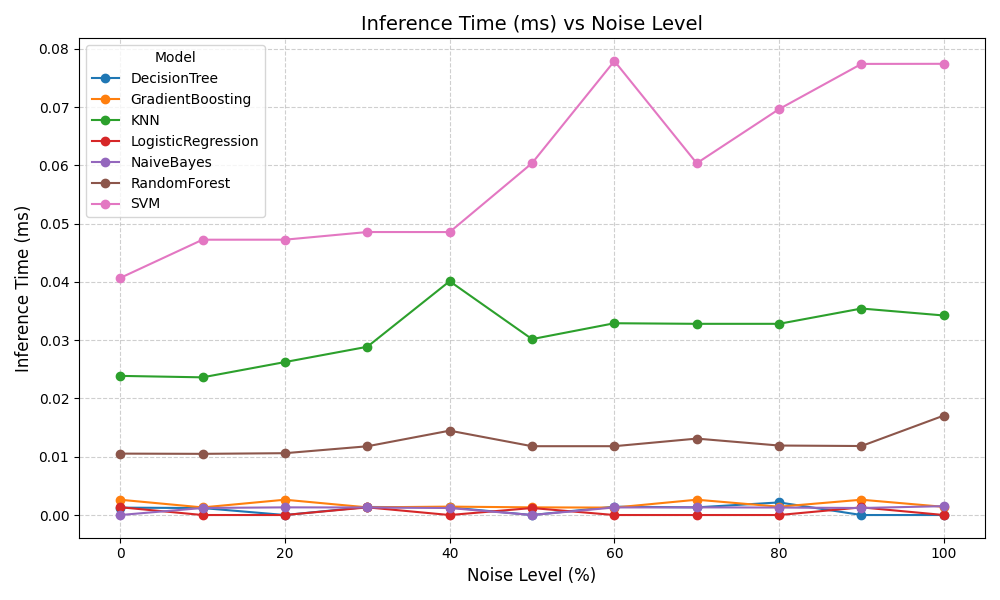 Inference Time (ms) vs Noise Level
Inference Time (ms)
0.08
0.07
0.06
0.05
0.04
0.03
0.02
0.01
0.00
Model
DecisionTree
GradientBoosting
KNN
LogisticRegression
NaiveBayes
RandomForest
SVM
0 20 40 60 80 100
Noise Level (%)